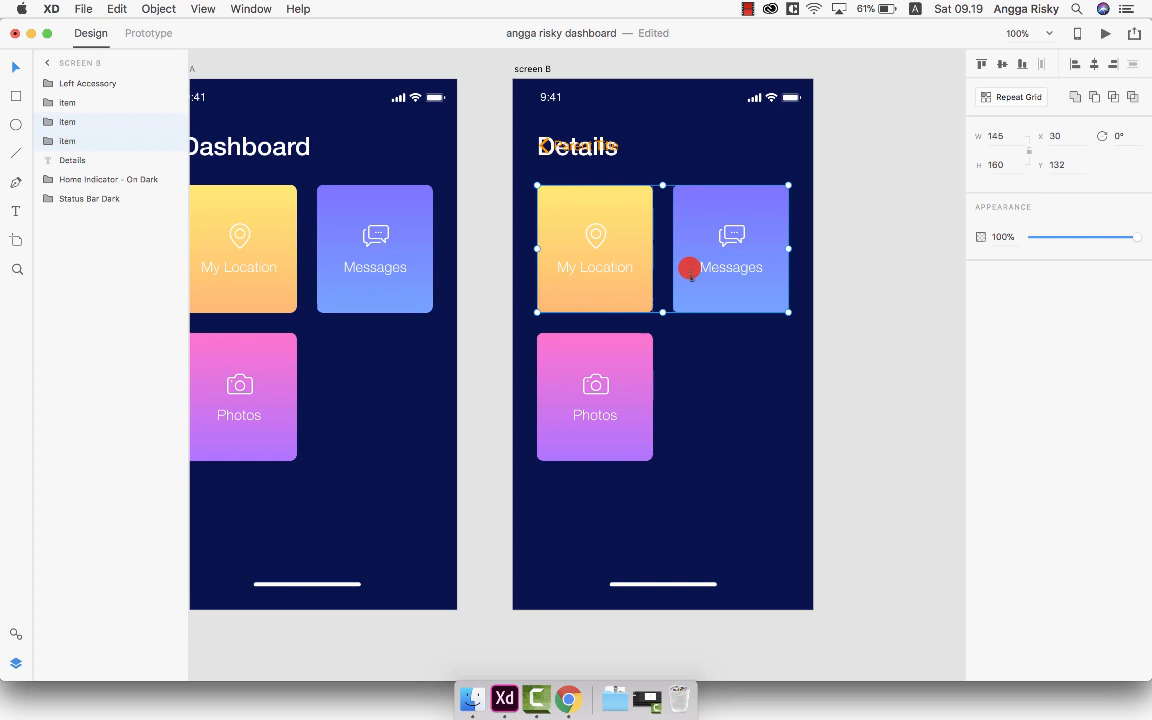 XD File Edit Object View Window Help 61% A Sat 09.19 Angga Risky
Design Prototype angga risky dashboard — Edited 100%
SCREEN B
Left Accessory
item
item
item
Details
Home Indicator - On Dark
Status Bar Dark
A
:41
Dashboard
My Location
Messages
Photos
screen B
9:41
Details
Parent Title
My Location
Messages
Photos
Repeat Grid
W 145 X 30 0°
H 160 Y 132
APPEARANCE
100%
Xd C